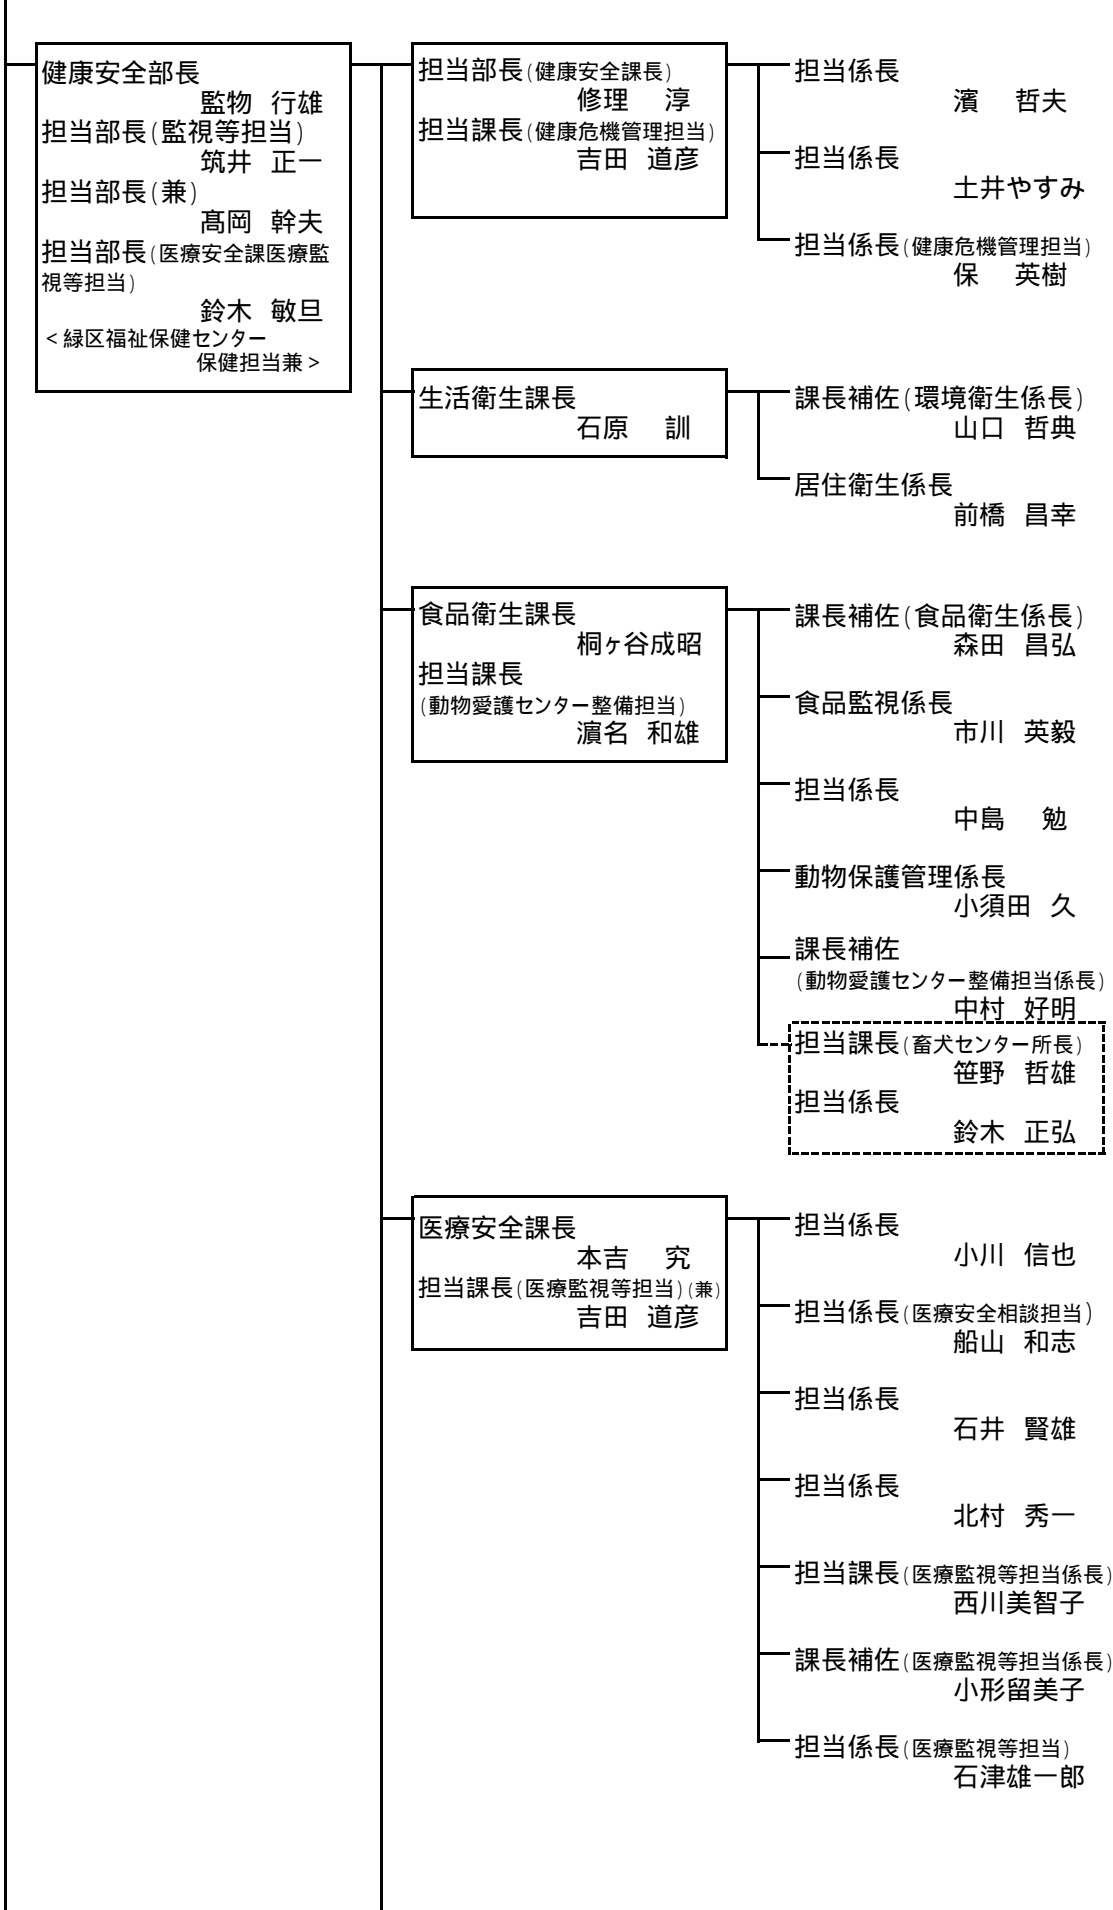 健康安全部長
監物 行雄
担当部長(監視等担当)
筑井 正一
担当部長(兼)
髙岡 幹夫
担当部長(医療安全課医療監
視等担当)
鈴木 敏旦
<緑区福祉保健センター
保健担当兼>
担当部長(健康安全課長)
修理 淳
担当課長(健康危機管理担当)
吉田 道彦
担当係長
濱 哲夫
担当係長
土井やすみ
担当係長(健康危機管理担当)
保 英樹
生活衛生課長
石原 訓
課長補佐(環境衛生係長)
山口 哲典
居住衛生係長
前橋 昌幸
食品衛生課長
桐ヶ谷成昭
担当課長
(動物愛護センター整備担当)
濵名 和雄
課長補佐(食品衛生係長)
森田 昌弘
食品監視係長
市川 英毅
担当係長
中島 勉
動物保護管理係長
小須田 久
課長補佐
(動物愛護センター整備担当係長)
中村 好明
担当課長(畜犬センター所長)
笹野 哲雄
担当係長
鈴木 正弘
医療安全課長
本吉 究
担当課長(医療監視等担当)(兼)
吉田 道彦
担当係長
小川 信也
担当係長(医療安全相談担当)
船山 和志
担当係長
石井 賢雄
担当係長
北村 秀一
担当課長(医療監視等担当係長)
西川美智子
課長補佐(医療監視等担当係長)
小形留美子
担当係長(医療監視等担当)
石津雄一郎